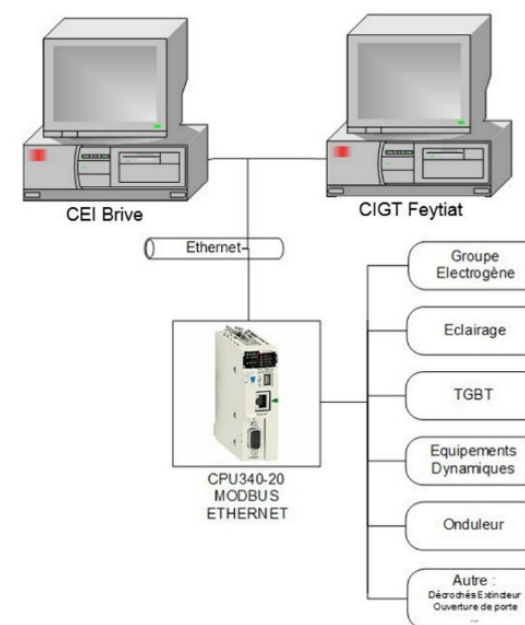 CEI Brive
CIGT Feytiat
Ethernet
CPU340-20
MODBUS
ETHERNET
Groupe
Electrogène
Eclairage
TGBT
Equipements
Dynamiques
Onduleur
Autre :
Décrochés Extincteur
Ouverture de porte
...